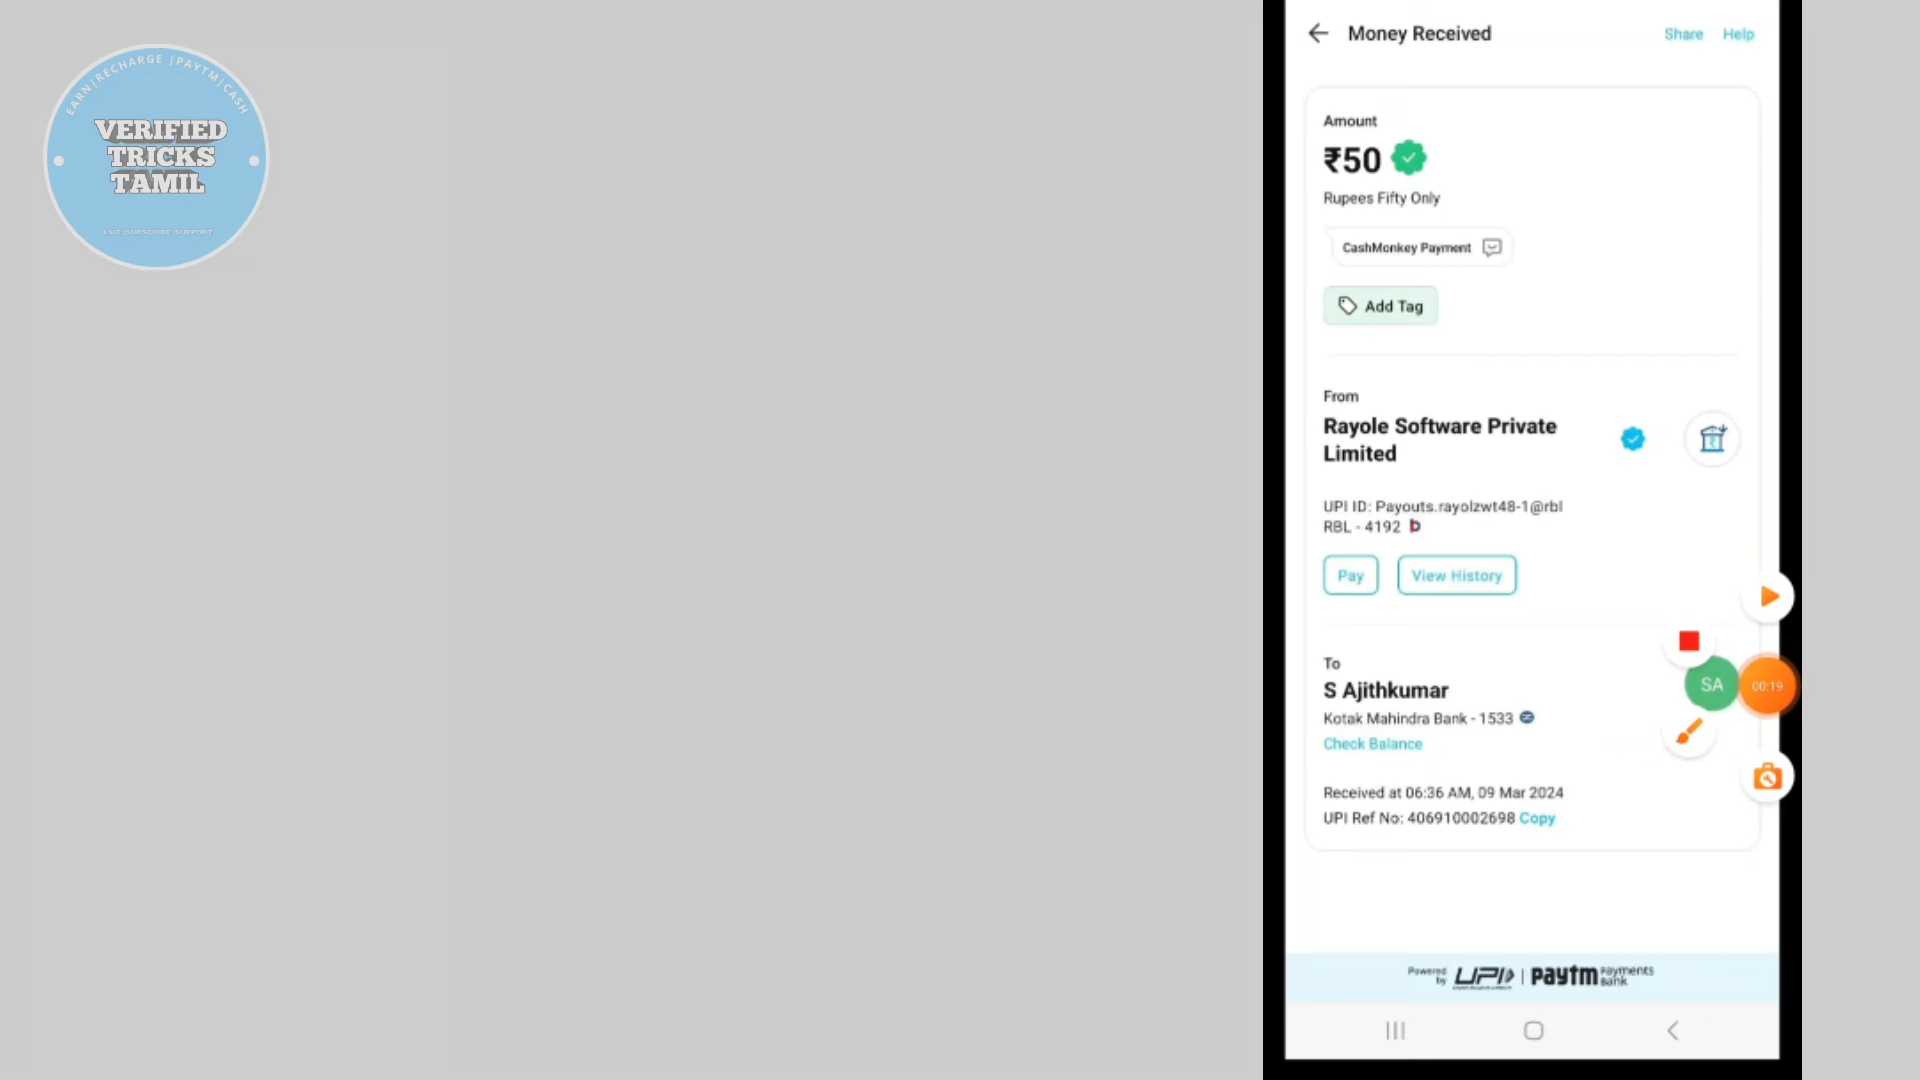 EARN|RECHARGE |PAYTM|CASH
VERIFIED
TRICKS
TAMIL
LIKE |SUBSCRIBE |SUPPORT
Money Received
Share
Help
Amount
₹50
Rupees Fifty Only
CashMonkey Payment
Add Tag
From
Rayole Software Private
Limited
UPI ID: Payouts.rayolzwt48-1@rbl
RBL - 4192
Pay
View History
To
S Ajithkumar
SA
00:19
Kotak Mahindra Bank - 1533
Check Balance
Received at 06:36 AM, 09 Mar 2024
UPI Ref No: 406910002698 Copy
Powered by UPI | paytm Payments Bank